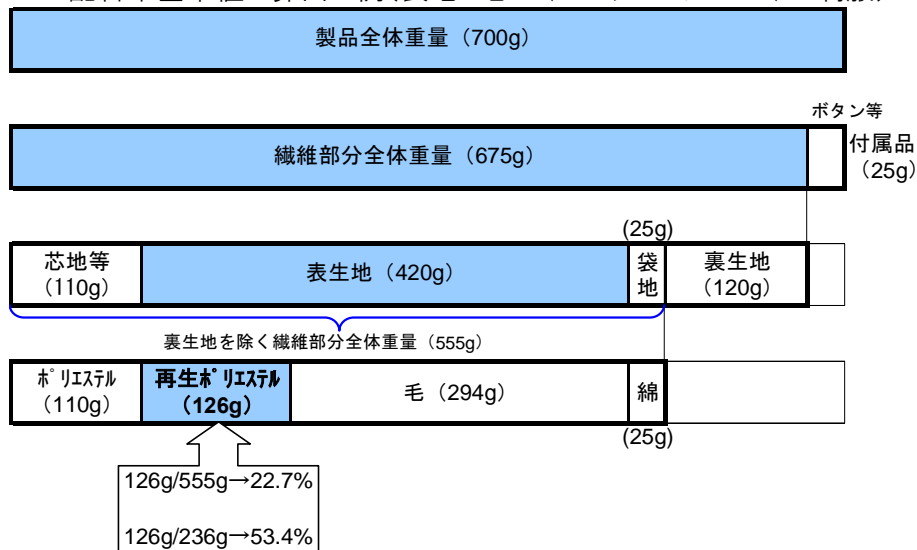 製品全体重量（700g）
ボタン等
繊維部分全体重量（675g）
付属品
（25g）
(25g)
芯地等
（110g）
表生地（420g）
袋
地
裏生地
（120g）
裏生地を除く繊維部分全体重量（555g）
ﾎﾟﾘｴｽﾃﾙ
（110g）
再生ﾎﾟﾘｴｽﾃﾙ
（126g）
毛（294g）
綿
(25g)
126g/555g→22.7%
126g/236g→53.4%